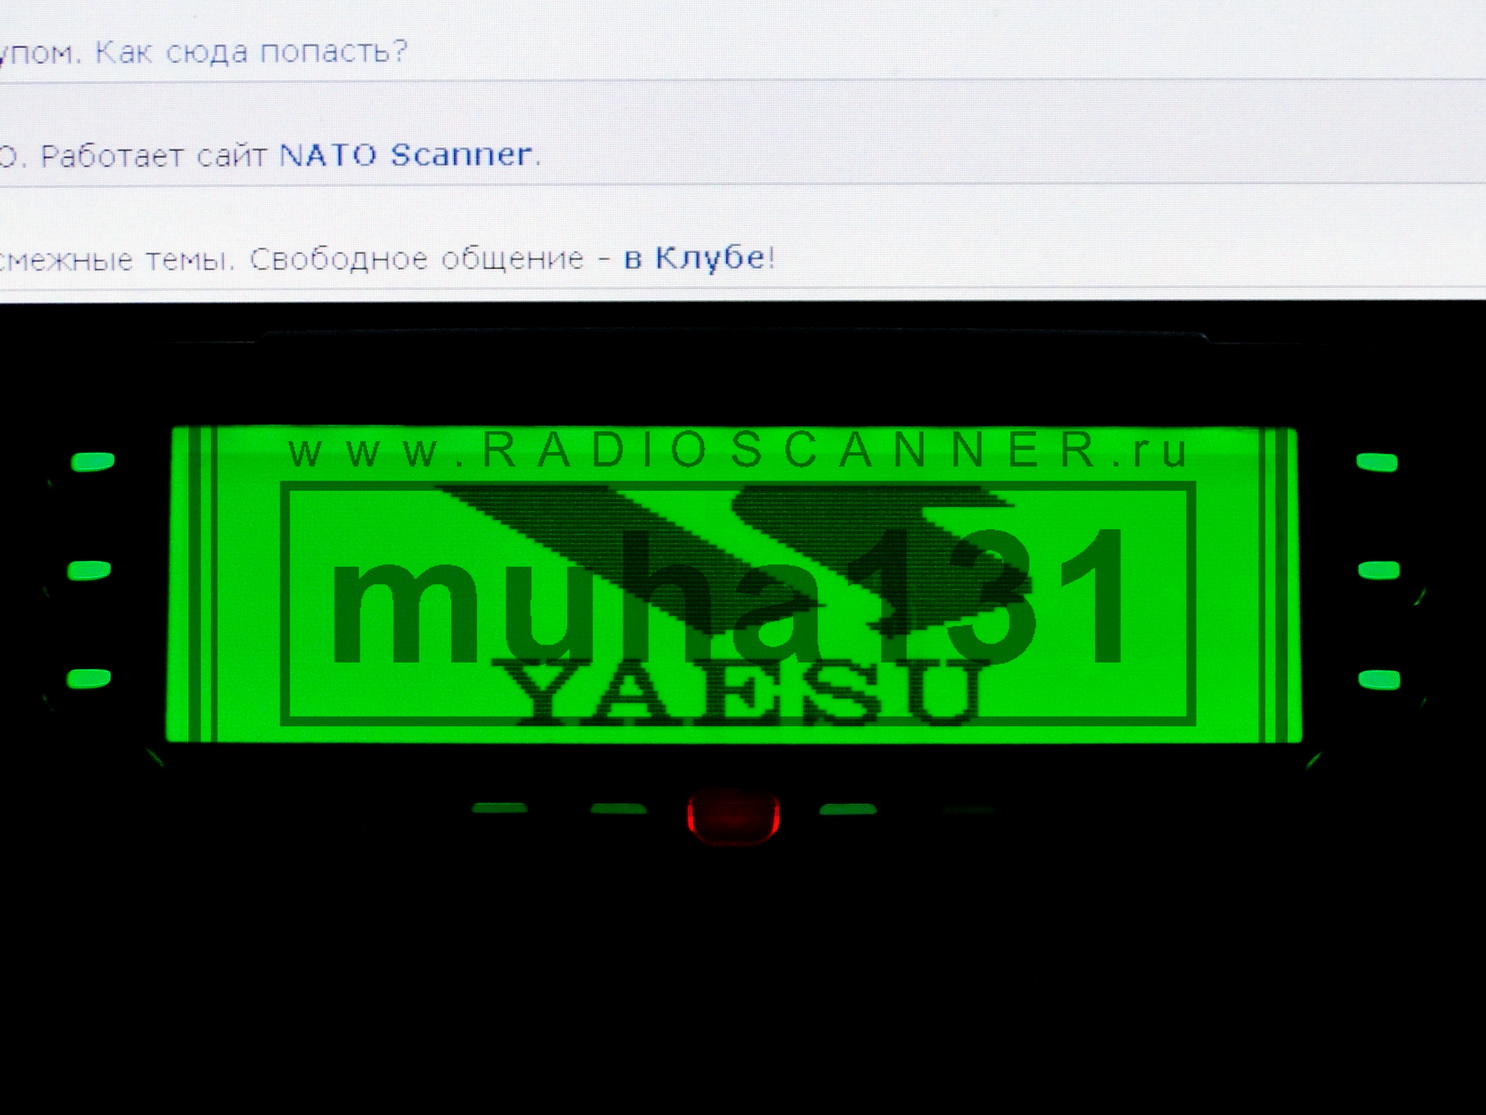 упом. Как сюда попасть?
О. Работает сайт NATO Scanner.
смежные темы. Свободное общение - в Клубе!
www.RADIOSCANNER.ru
muha131
YAESU